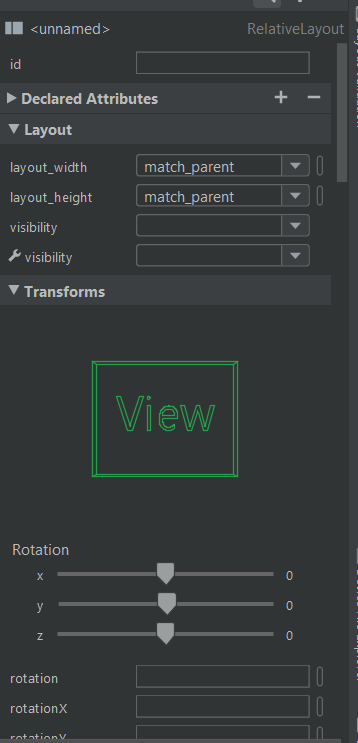 <unnamed> RelativeLayout
id
Declared Attributes + −
Layout
layout_width match_parent
layout_height match_parent
visibility
visibility
Transforms
View
Rotation
x 0
y 0
z 0
rotation
rotationX
rotationY